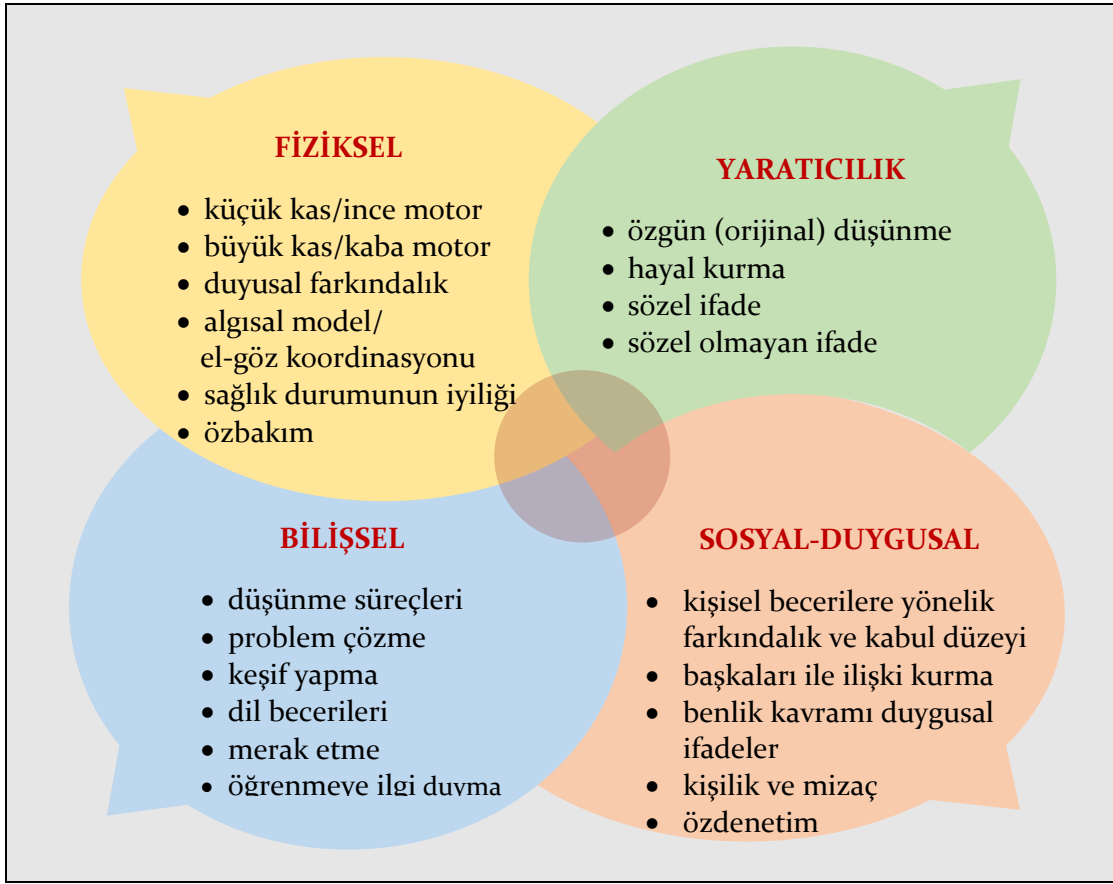 FİZİKSEL
• küçük kas/ince motor
• büyük kas/kaba motor
• duyusal farkındalık
• algısal model/
el-göz koordinasyonu
• sağlık durumunun iyiliği
• özbakım
YARATICILIK
• özgün (orijinal) düşünme
• hayal kurma
• sözel ifade
• sözel olmayan ifade
BİLİŞSEL
• düşünme süreçleri
• problem çözme
• keşif yapma
• dil becerileri
• merak etme
• öğrenmeye ilgi duyma
SOSYAL-DUYGUSAL
• kişisel becerilere yönelik
farkındalık ve kabul düzeyi
• başkaları ile ilişki kurma
• benlik kavramı duygusal
ifadeler
• kişilik ve mizaç
• özdenetim